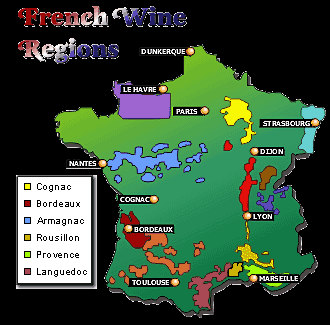 French Wine
Regions
DUNKERQUE
LE HAVRE
PARIS
STRASBOURG
DIJON
NANTES
COGNAC
LYON
BORDEAUX
TOULOUSE
MARSEILLE
Cognac
Bordeaux
Armagnac
Rousillon
Provence
Languedoc